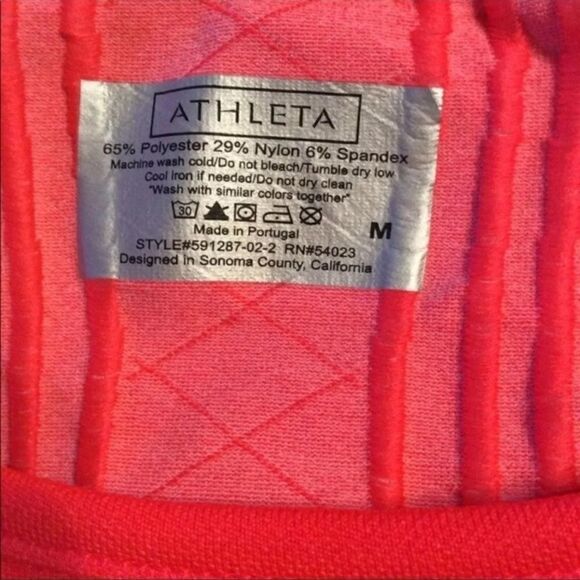 ATHLETA
65% Polyester 29% Nylon 6% Spandex
Machine wash cold/Do not bleach/Tumble dry low
Cool iron if needed/Do not dry clean
"Wash with similar colors together"
30
M
Made in Portugal
STYLE#591287-02-2 RN#54023
Designed in Sonoma County, California